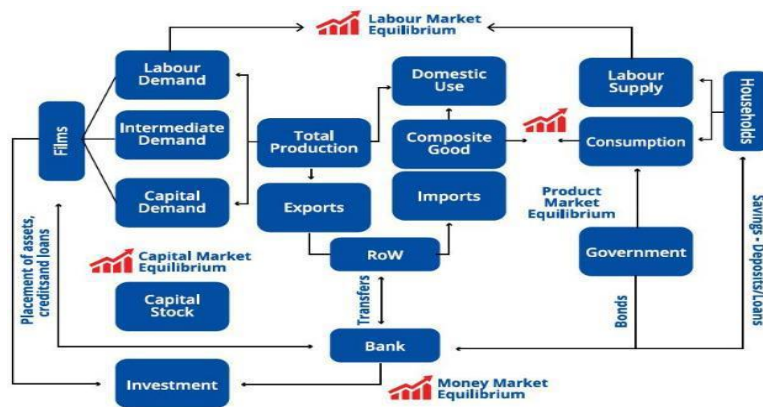 Labour Market
Equilibrium
Labour
Demand
Domestic
Use
Labour
Supply
Households
Films
Intermediate
Demand
Total
Production
Composite
Good
Consumption
Capital
Demand
Exports
Imports
Product
Market
Equilibrium
Capital Market
Equilibrium
RoW
Government
Placement of assets,
creditsand loans
Savings - Deposits/Loans
Capital
Stock
Transfers
Bonds
Bank
Investment
Money Market
Equilibrium